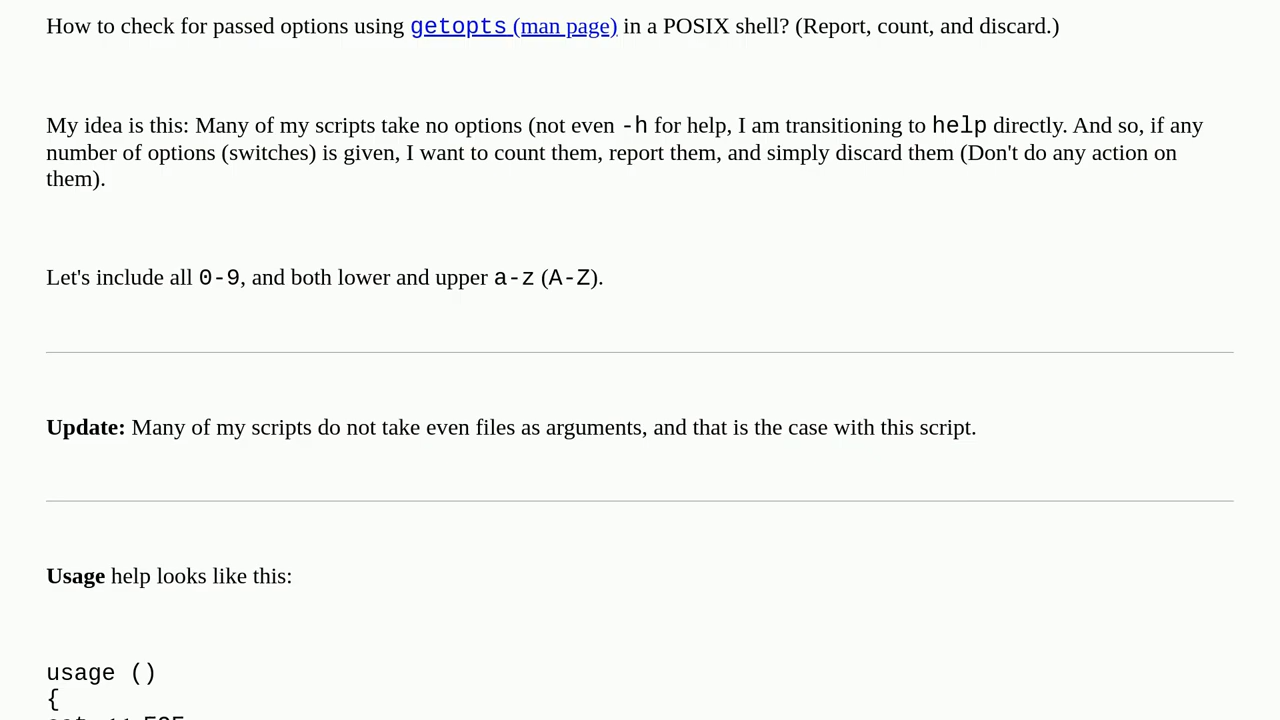 How to check for passed options using getopts (man page) in a POSIX shell? (Report, count, and discard.)
My idea is this: Many of my scripts take no options (not even -h for help, I am transitioning to help directly. And so, if any
number of options (switches) is given, I want to count them, report them, and simply discard them (Don't do any action on
them).
Let's include all 0-9, and both lower and upper a-z (A-Z).
Update: Many of my scripts do not take even files as arguments, and that is the case with this script.
Usage help looks like this:
usage ()
{